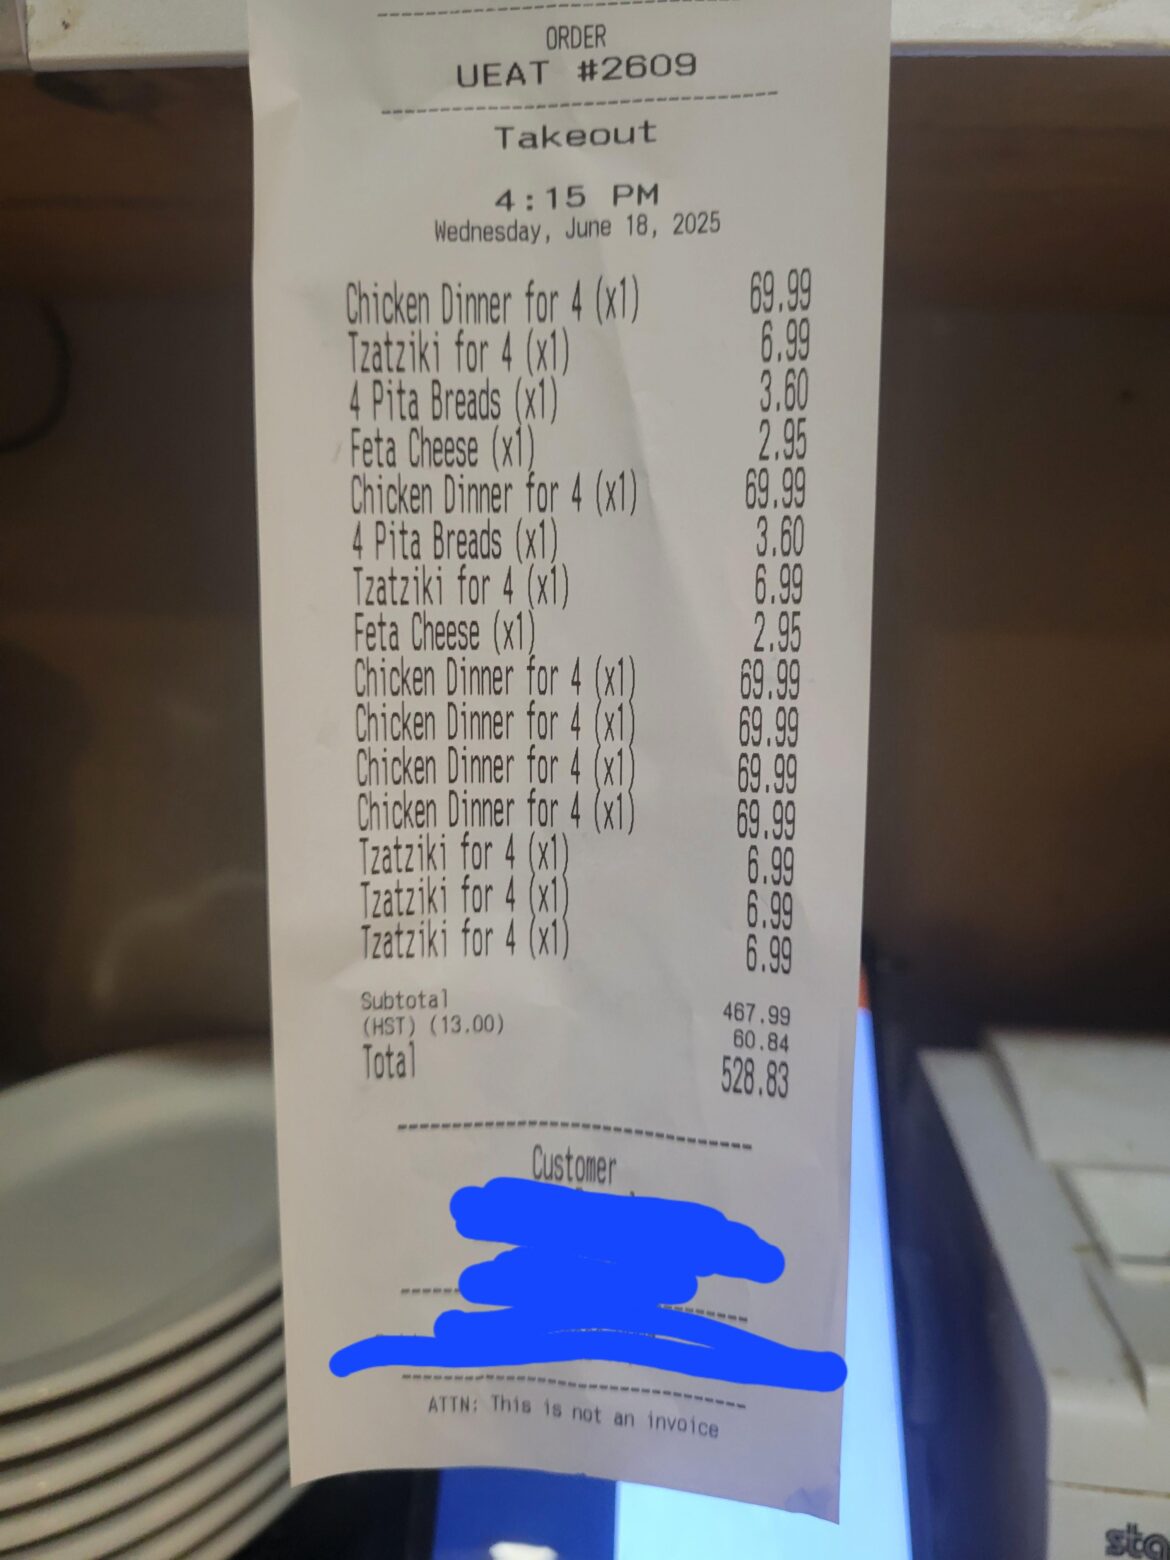 ORDER
UEAT #2609
Takeout
4:15 PM
Wednesday, June 18, 2025
Chicken Dinner for 4 (x1) 69.99
Tzatziki for 4 (x1) 6.99
4 Pita Breads (x1) 3.60
Feta Cheese (x1) 2.95
Chicken Dinner for 4 (x1) 69.99
4 Pita Breads (x1) 3.60
Tzatziki for 4 (x1) 6.99
Feta Cheese (x1) 2.95
Chicken Dinner for 4 (x1) 69.99
Chicken Dinner for 4 (x1) 69.99
Chicken Dinner for 4 (x1) 69.99
Chicken Dinner for 4 (x1) 69.99
Tzatziki for 4 (x1) 6.99
Tzatziki for 4 (x1) 6.99
Tzatziki for 4 (x1) 6.99
Subtotal 467.99
(HST) (13.00) 60.84
Total 528.83
Customer
ATTN: This is not an invoice